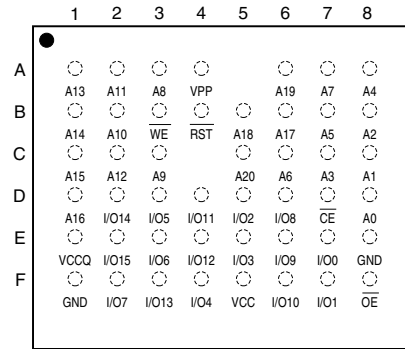 1 2 3 4 5 6 7 8
A
A13 A11 A8 VPP A19 A7 A4
B
A14 A10 WE RST A18 A17 A5 A2
C
A15 A12 A9 A20 A6 A3 A1
D
A16 I/O14 I/O5 I/O11 I/O2 I/O8 CE A0
E
VCCQ I/O15 I/O6 I/O12 I/O3 I/O9 I/O0 GND
F
GND I/O7 I/O13 I/O4 VCC I/O10 I/O1 OE